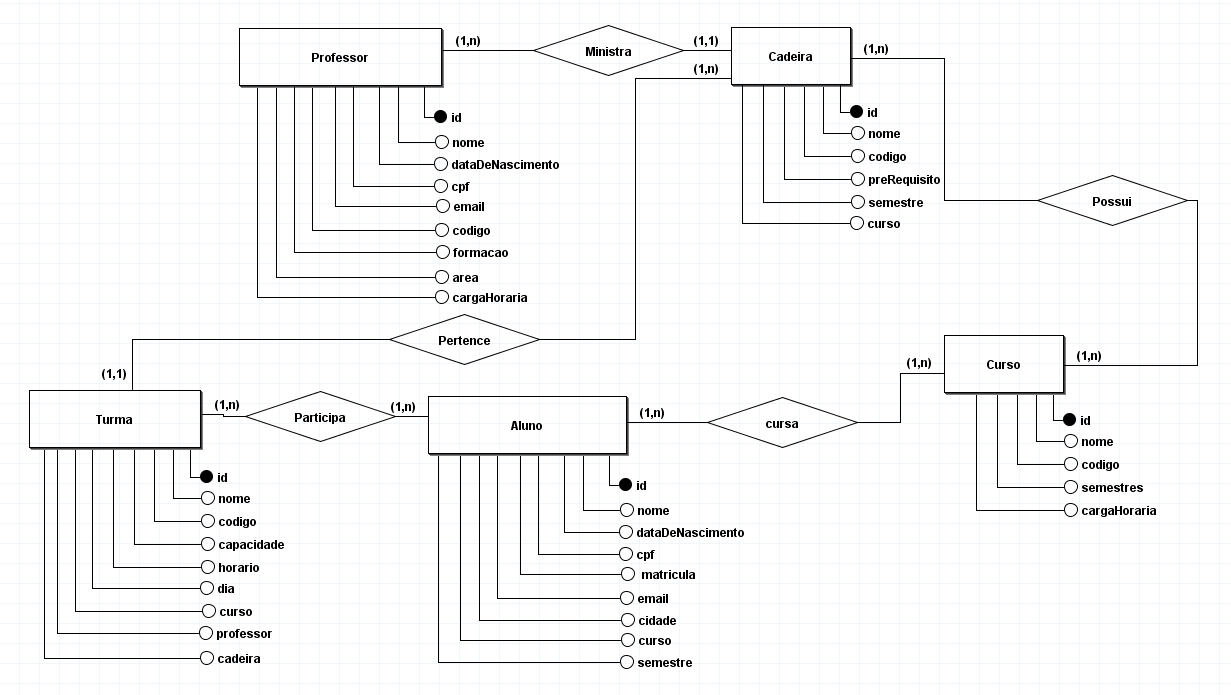 Professor
(1,n)
Ministra
(1,1)
Cadeira
(1,n)
(1,n)
id
nome
dataDeNascimento
cpf
email
codigo
formacao
area
cargaHoraria
id
nome
codigo
preRequisito
semestre
curso
Possui
Pertence
(1,1)
Turma
(1,n)
Participa
(1,n)
Aluno
(1,n)
cursa
(1,n)
Curso
(1,n)
id
nome
codigo
capacidade
horario
dia
curso
professor
cadeira
id
nome
dataDeNascimento
cpf
matricula
email
cidade
curso
semestre
id
nome
codigo
semestres
cargaHoraria